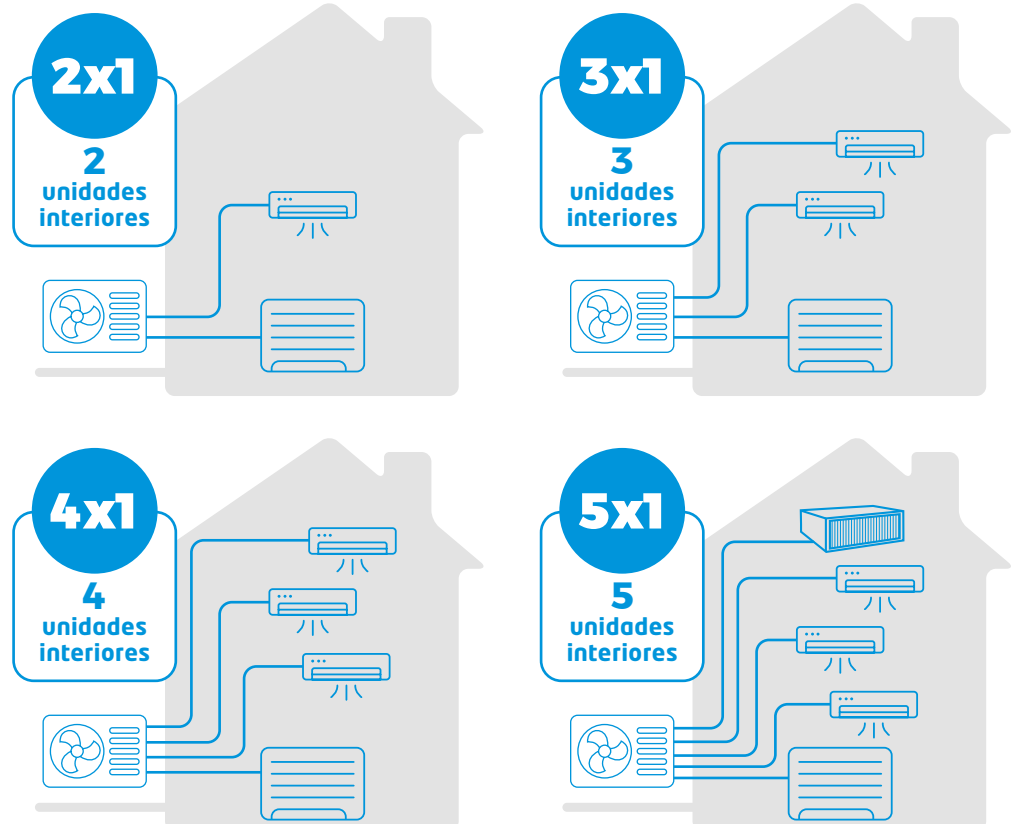 2x1
2
unidades
interiores
3x1
3
unidades
interiores
4x1
4
unidades
interiores
5x1
5
unidades
interiores